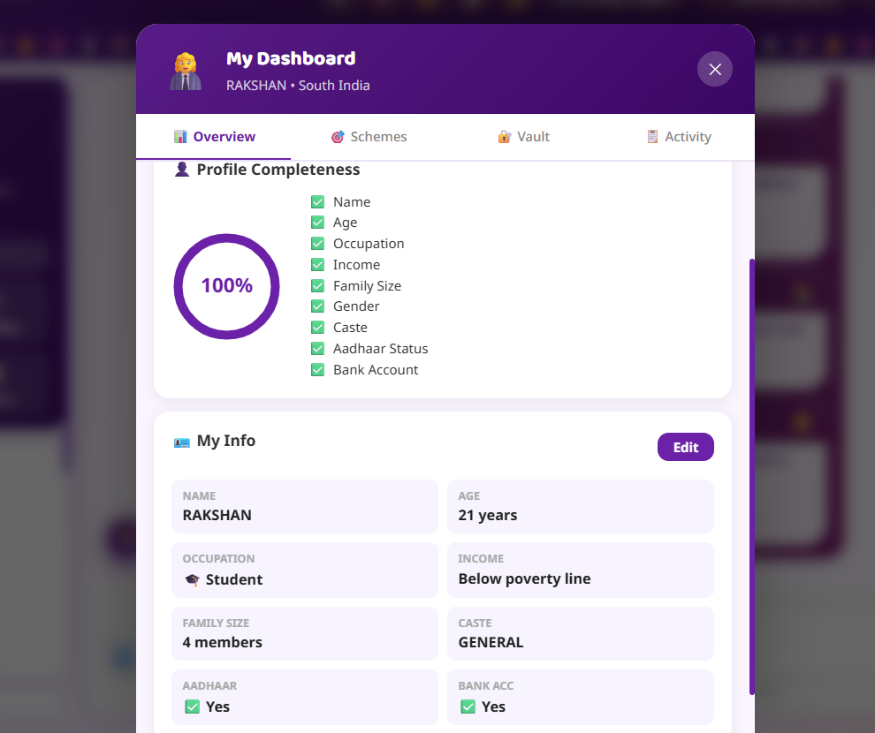 My Dashboard
RAKSHAN • South India
Overview
Schemes
Vault
Activity
Profile Completeness
100%
Name
Age
Occupation
Income
Family Size
Gender
Caste
Aadhaar Status
Bank Account
My Info
Edit
NAME
RAKSHAN
AGE
21 years
OCCUPATION
Student
INCOME
Below poverty line
FAMILY SIZE
4 members
CASTE
GENERAL
AADHAAR
Yes
BANK ACC
Yes